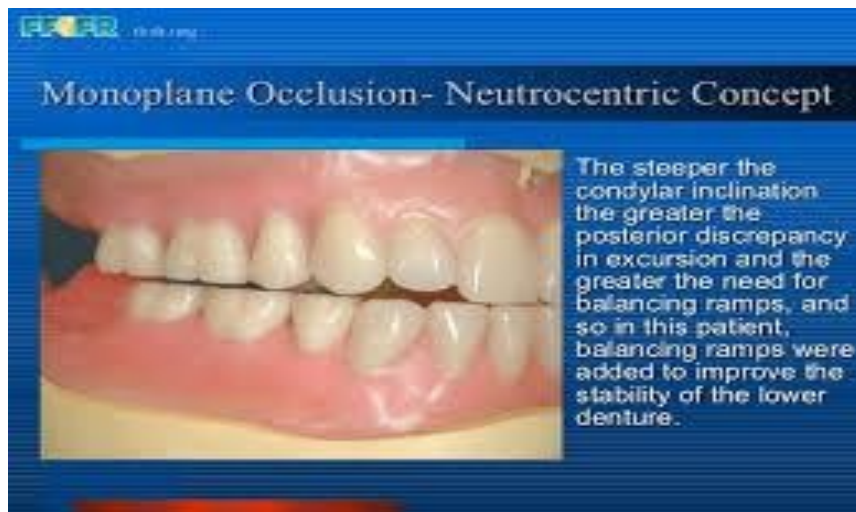 FFOFR
Monoplane Occlusion- Neutrocentric Concept
The steeper the
condylar inclination
the greater the
posterior discrepancy
in excursion and the
greater the need for
balancing ramps, and
so in this patient,
balancing ramps were
added to improve the
stability of the lower
denture.